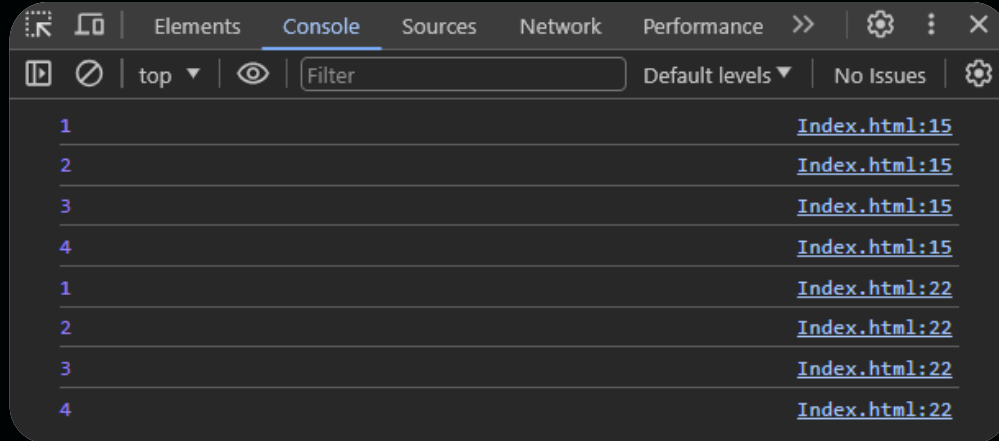 Elements Console Sources Network Performance
top Filter Default levels No Issues
1 Index.html:15
2 Index.html:15
3 Index.html:15
4 Index.html:15
1 Index.html:22
2 Index.html:22
3 Index.html:22
4 Index.html:22